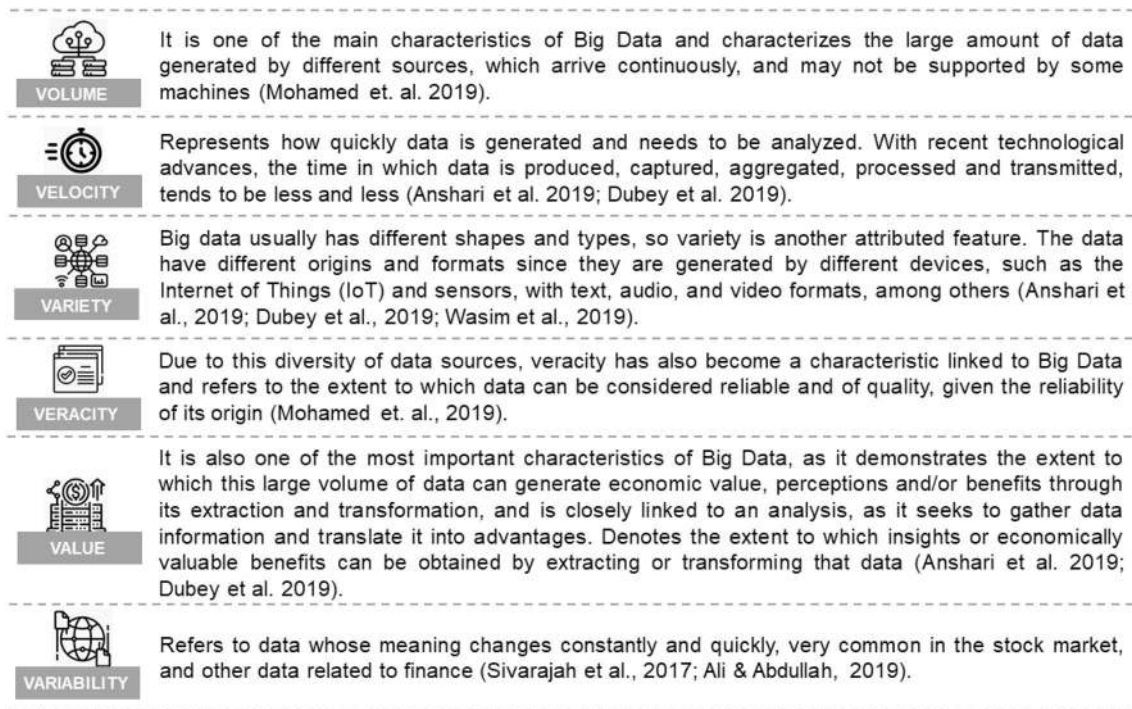 It is one of the main characteristics of Big Data and characterizes the large amount of data
generated by different sources, which arrive continuously, and may not be supported by some
machines (Mohamed et. al. 2019).
VOLUME
Represents how quickly data is generated and needs to be analyzed. With recent technological
advances, the time in which data is produced, captured, aggregated, processed and transmitted,
tends to be less and less (Anshari et al. 2019; Dubey et al. 2019).
VELOCITY
Big data usually has different shapes and types, so variety is another attributed feature. The data
have different origins and formats since they are generated by different devices, such as the
Internet of Things (IoT) and sensors, with text, audio, and video formats, among others (Anshari et
al., 2019; Dubey et al., 2019; Wasim et al., 2019).
VARIETY
Due to this diversity of data sources, veracity has also become a characteristic linked to Big Data
and refers to the extent to which data can be considered reliable and of quality, given the reliability
of its origin (Mohamed et. al., 2019).
VERACITY
It is also one of the most important characteristics of Big Data, as it demonstrates the extent to
which this large volume of data can generate economic value, perceptions and/or benefits through
its extraction and transformation, and is closely linked to an analysis, as it seeks to gather data
information and translate it into advantages. Denotes the extent to which insights or economically
valuable benefits can be obtained by extracting or transforming that data (Anshari et al. 2019;
Dubey et al. 2019).
VALUE
Refers to data whose meaning changes constantly and quickly, very common in the stock market,
and other data related to finance (Sivarajah et al., 2017; Ali & Abdullah, 2019).
VARIABILITY